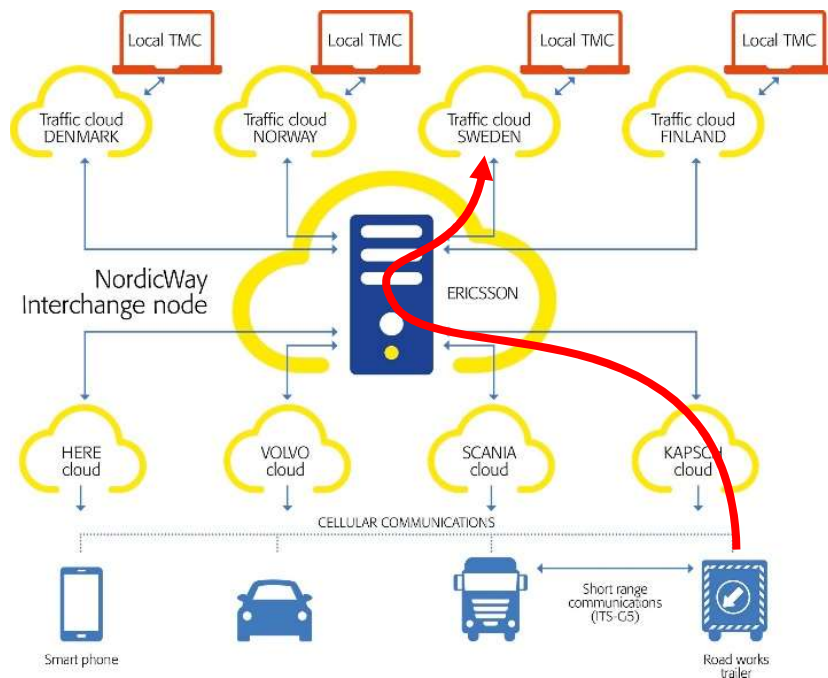 Local TMC
Local TMC
Local TMC
Local TMC
Traffic cloud
DENMARK
Traffic cloud
NORWAY
Traffic cloud
SWEDEN
Traffic cloud
FINLAND
NordicWay
Interchange node
ERICSSON
HERE
cloud
VOLVO
cloud
SCANIA
cloud
KAPSCH
cloud
CELLULAR COMMUNICATIONS
Short range
communications
(ITS-G5)
Smart phone
Road works
trailer